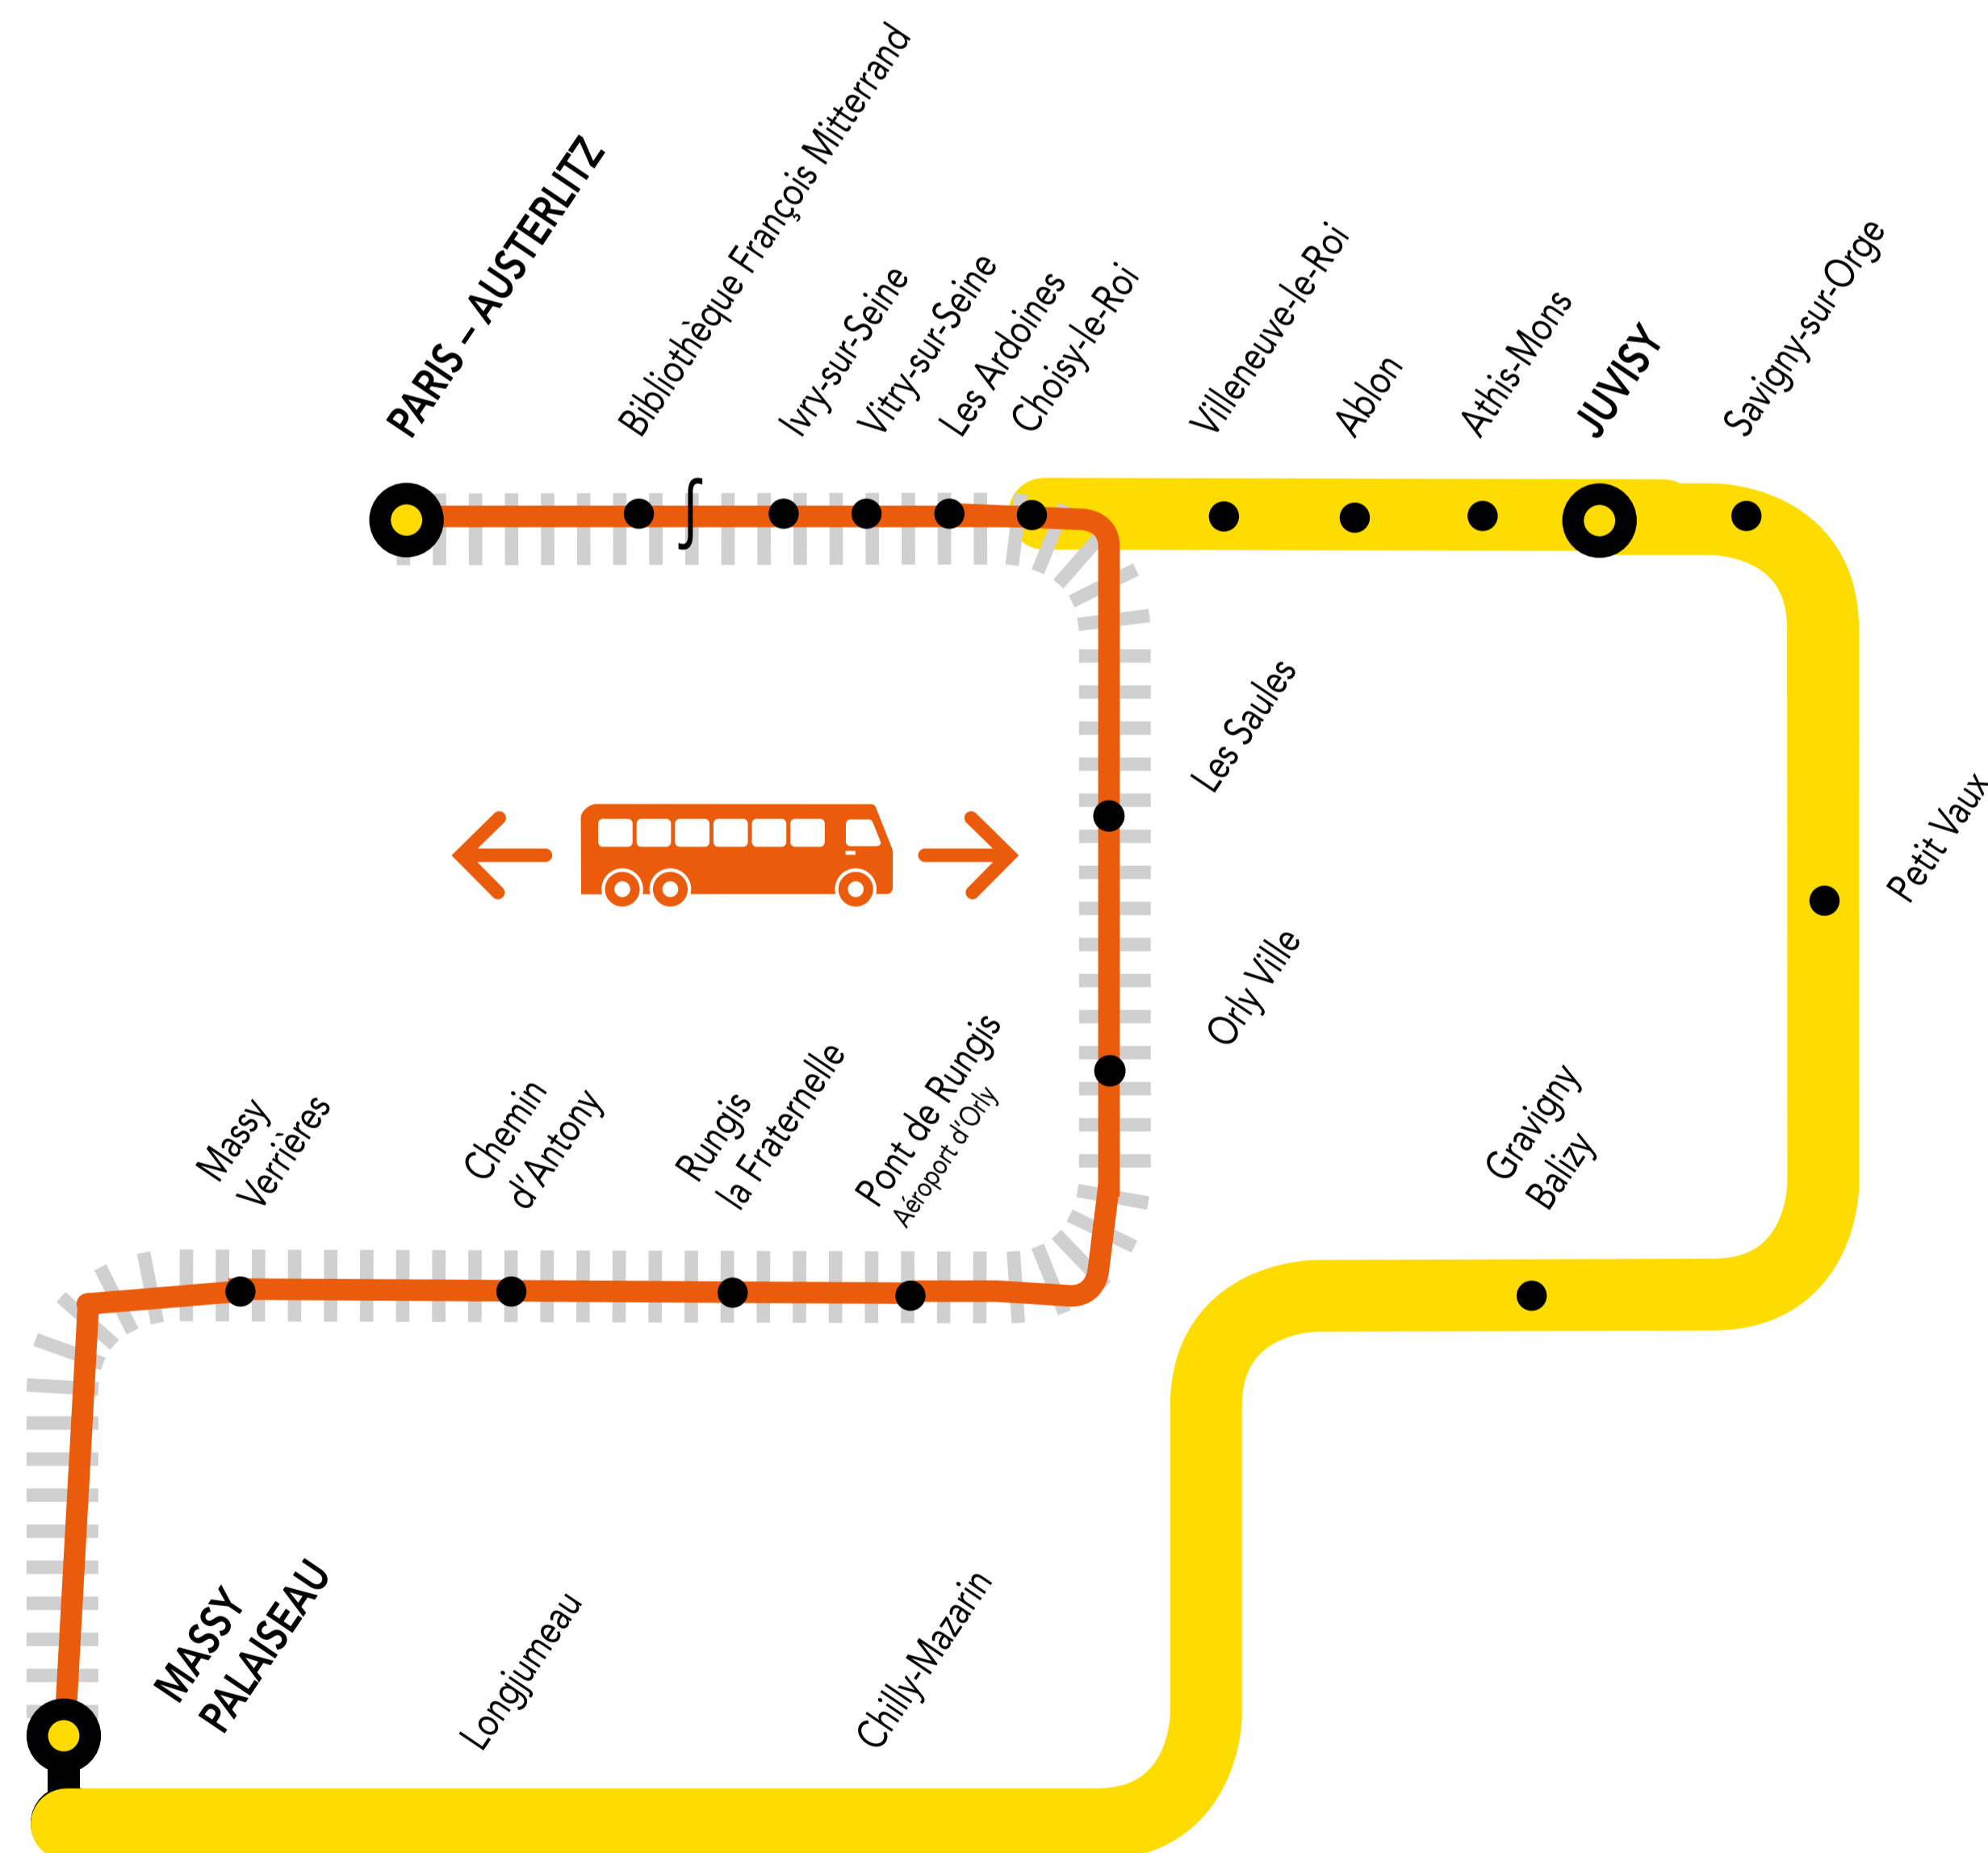 PARIS – AUSTERLITZ
Bibliothèque François Mitterrand
Ivry-sur-Seine
Vitry-sur-Seine
Les Ardoines
Choisy-le-Roi
Villeneuve-le-Roi
Ablon
Athis-Mons
JUVISY
Savigny-sur-Orge
Les Saules
Petit Vaux
Orly Ville
Massy
Verrières
Chemin
d'Antony
Rungis
la Fraternelle
Pont de Rungis
Aéroport d'Orly
Gravigny
Balizy
MASSY
PALAISEAU
Longjumeau
Chilly-Mazarin